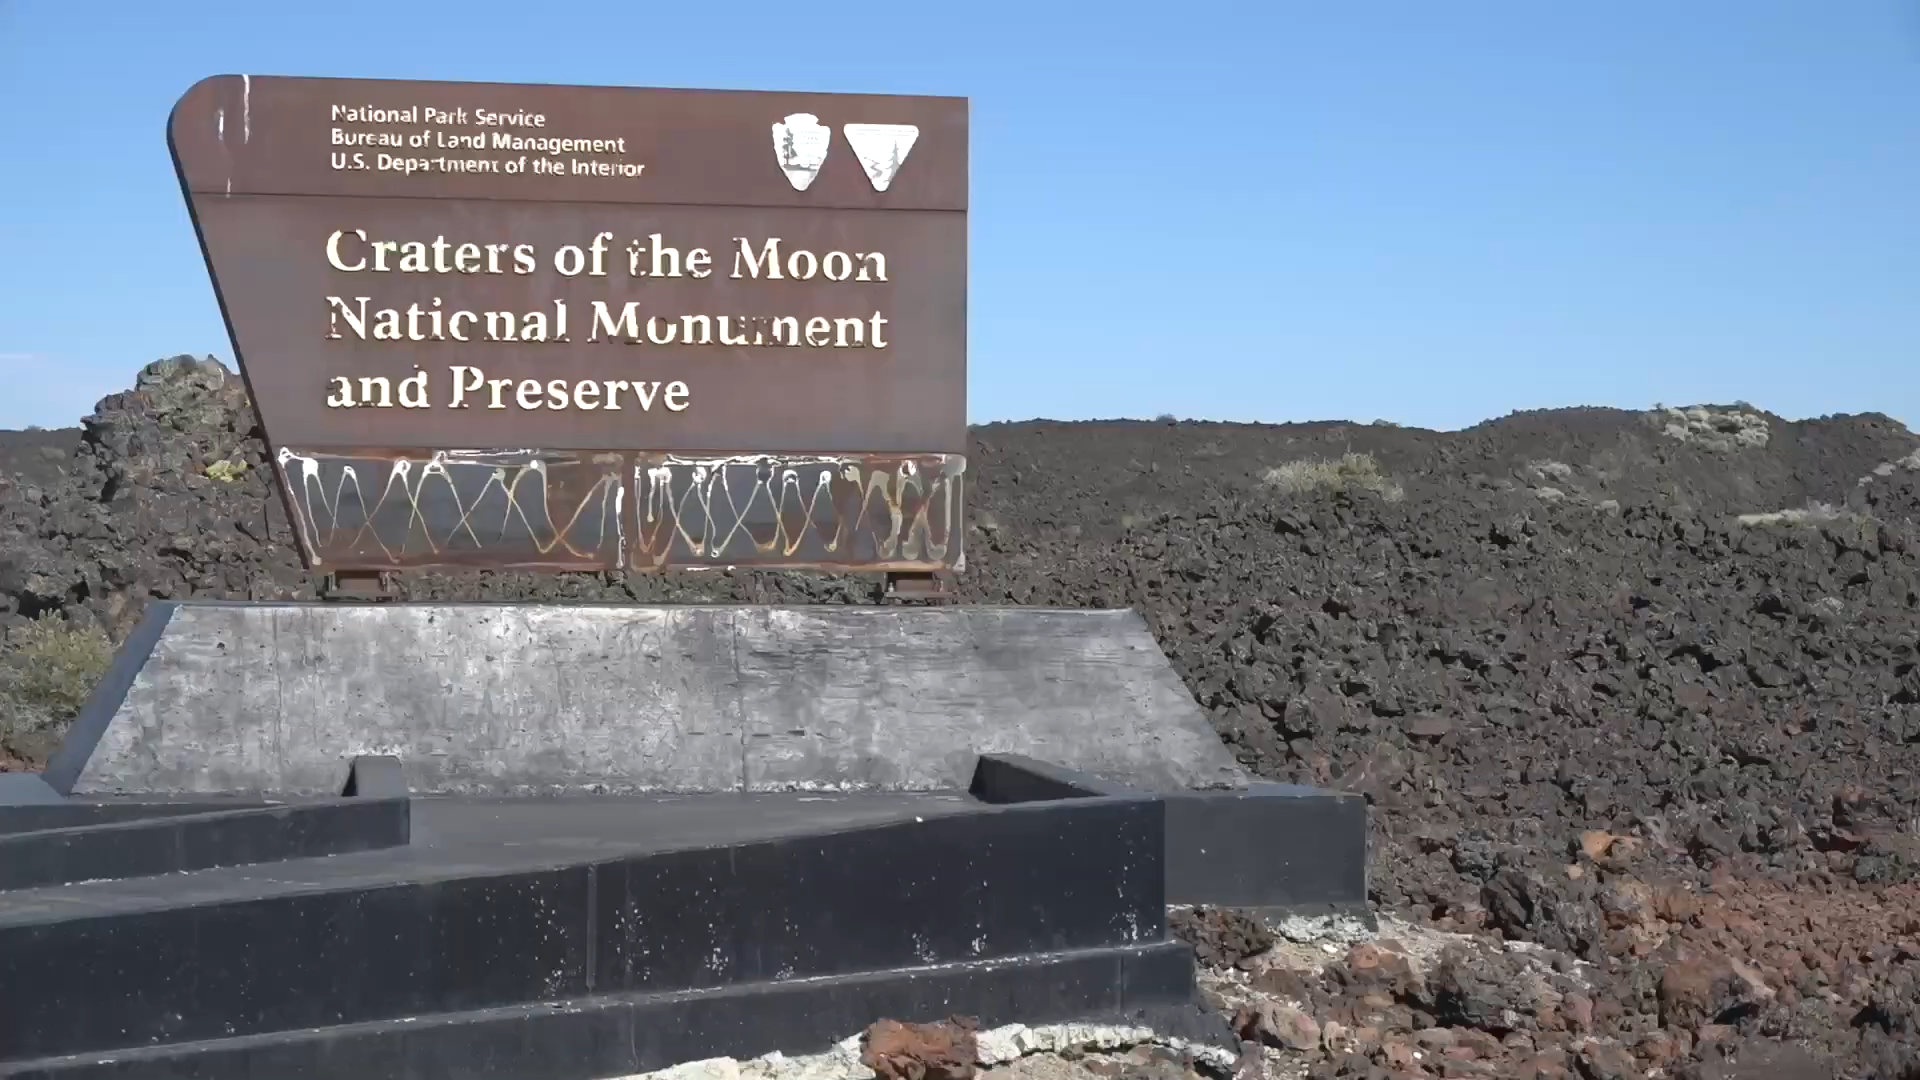 National Park Service
Bureau of Land Management
U.S. Department of the Interior
Craters of the Moon
National Monument
and Preserve